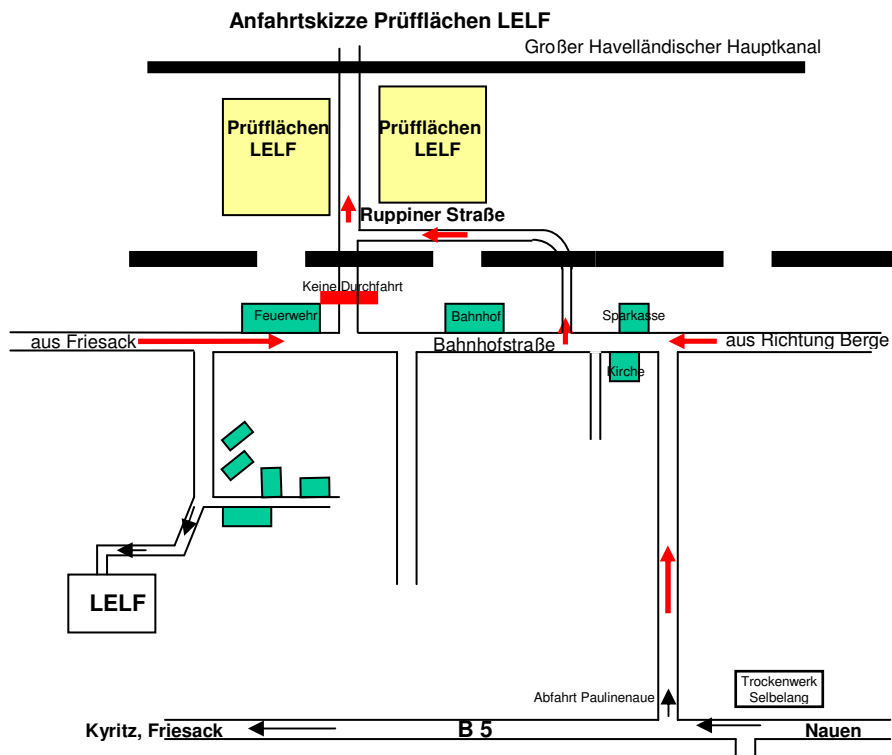 Anfahrtskizze Prüfflächen LELF
Großer Havelländischer Hauptkanal
Prüfflächen
LELF
Prüfflächen
LELF
Ruppiner Straße
Keine Durchfahrt
Feuerwehr
Bahnhof
Sparkasse
aus Friesack
Bahnhofstraße
aus Richtung Berge
Kirche
LELF
Trockenwerk
Selbelang
Abfahrt Paulinenaue
Kyritz, Friesack
B 5
Nauen